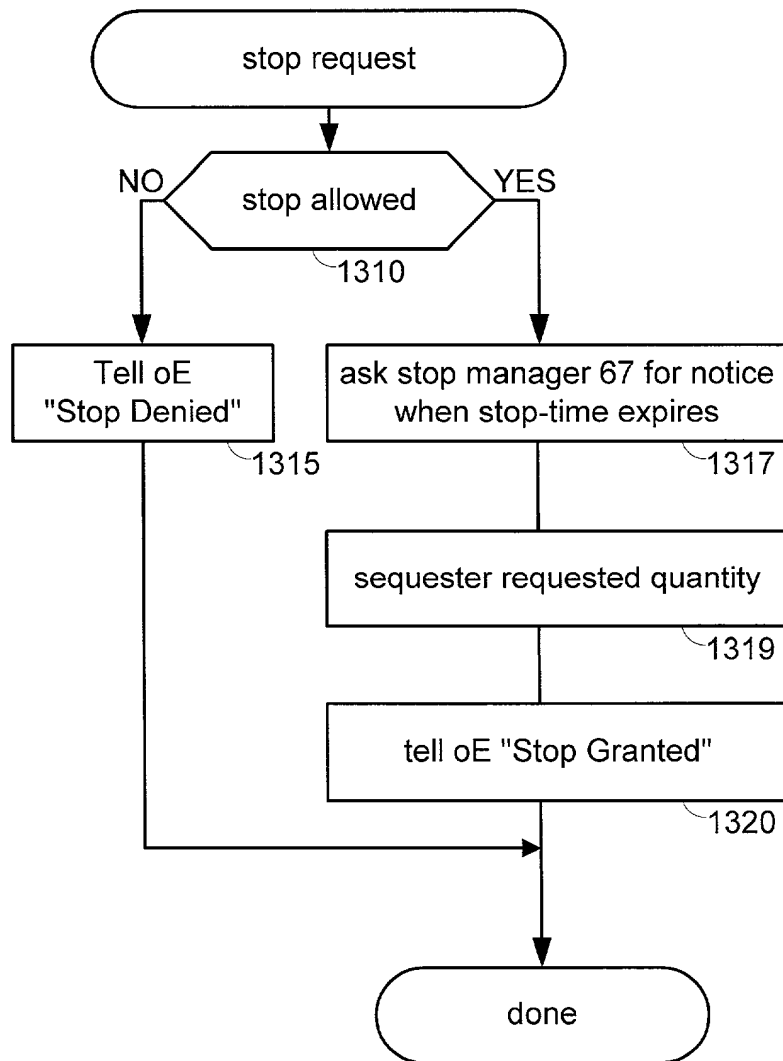 stop request
NO
YES
stop allowed
1310
Tell oE
"Stop Denied"
1315
ask stop manager 67 for notice
when stop-time expires
1317
sequester requested quantity
1319
tell oE "Stop Granted"
1320
done